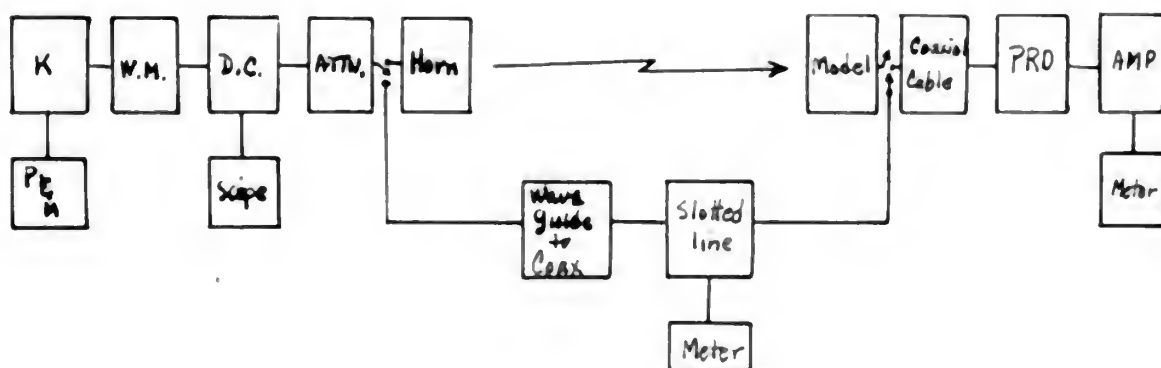 K
W.M.
D.C.
ATTN.
Horn
Model
Coaxial
Cable
PRD
AMP
P &
M
Scope
Wave
Guide
to
Coax
Slotted
line
Meter
Meter